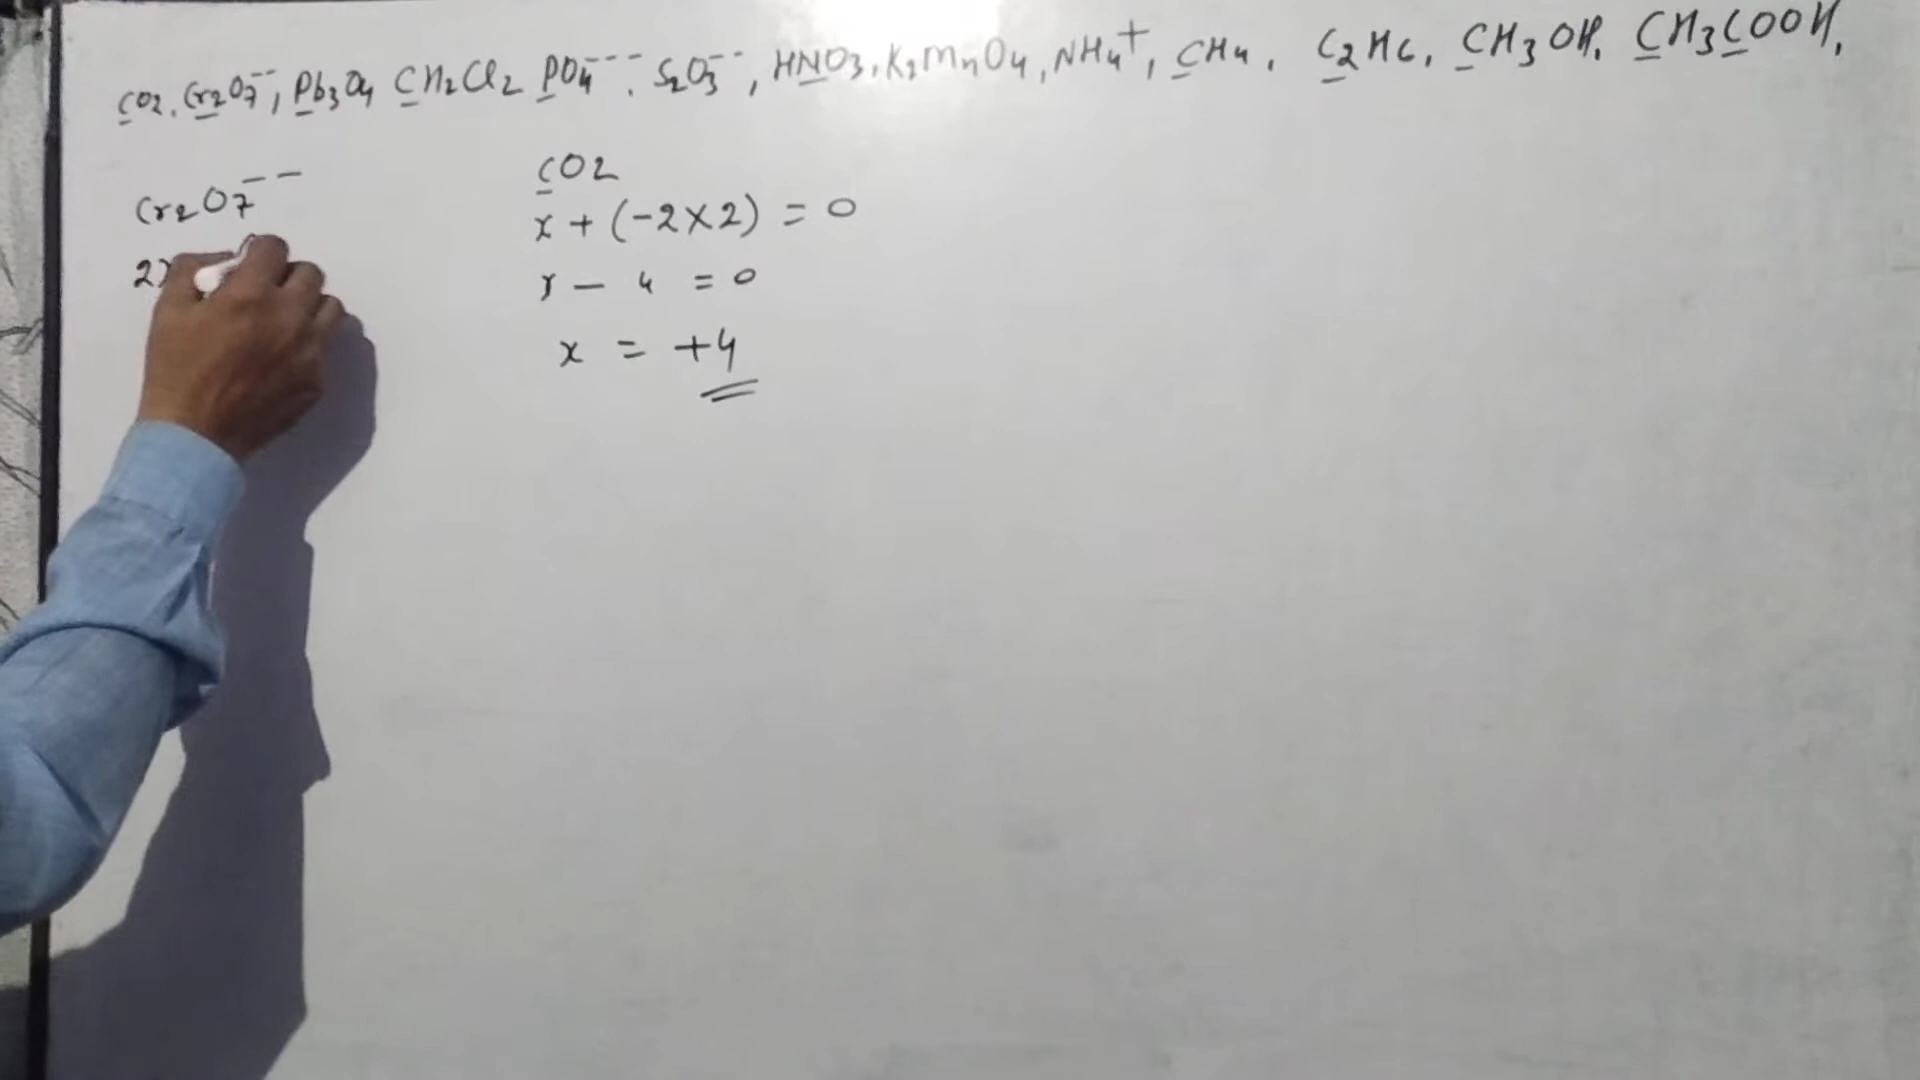 CO2, Cr2O7--, Pb3O4 CH2Cl2 PO4---, S2O3--, HNO3, K2MnO4, NH4+, CH4, C2H6, CH3OH, CH3COOH,
Cr2O7--
2x
CO2
x + (-2×2) = 0
x - 4 = 0
x = +4